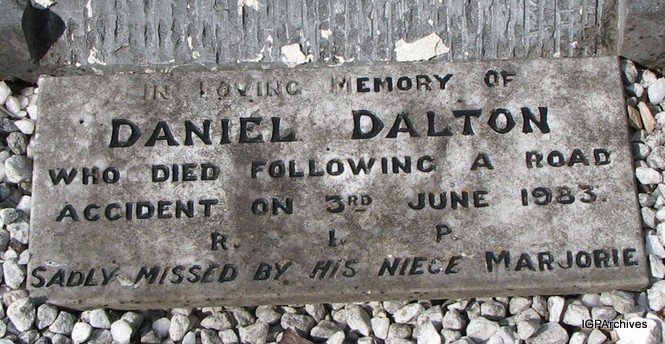 IN LOVING MEMORY OF
DANIEL DALTON
WHO DIED FOLLOWING A ROAD
ACCIDENT ON 3RD JUNE 1983.
R. I. P.
SADLY MISSED BY HIS NIECE MARJORIE
IGPArchives